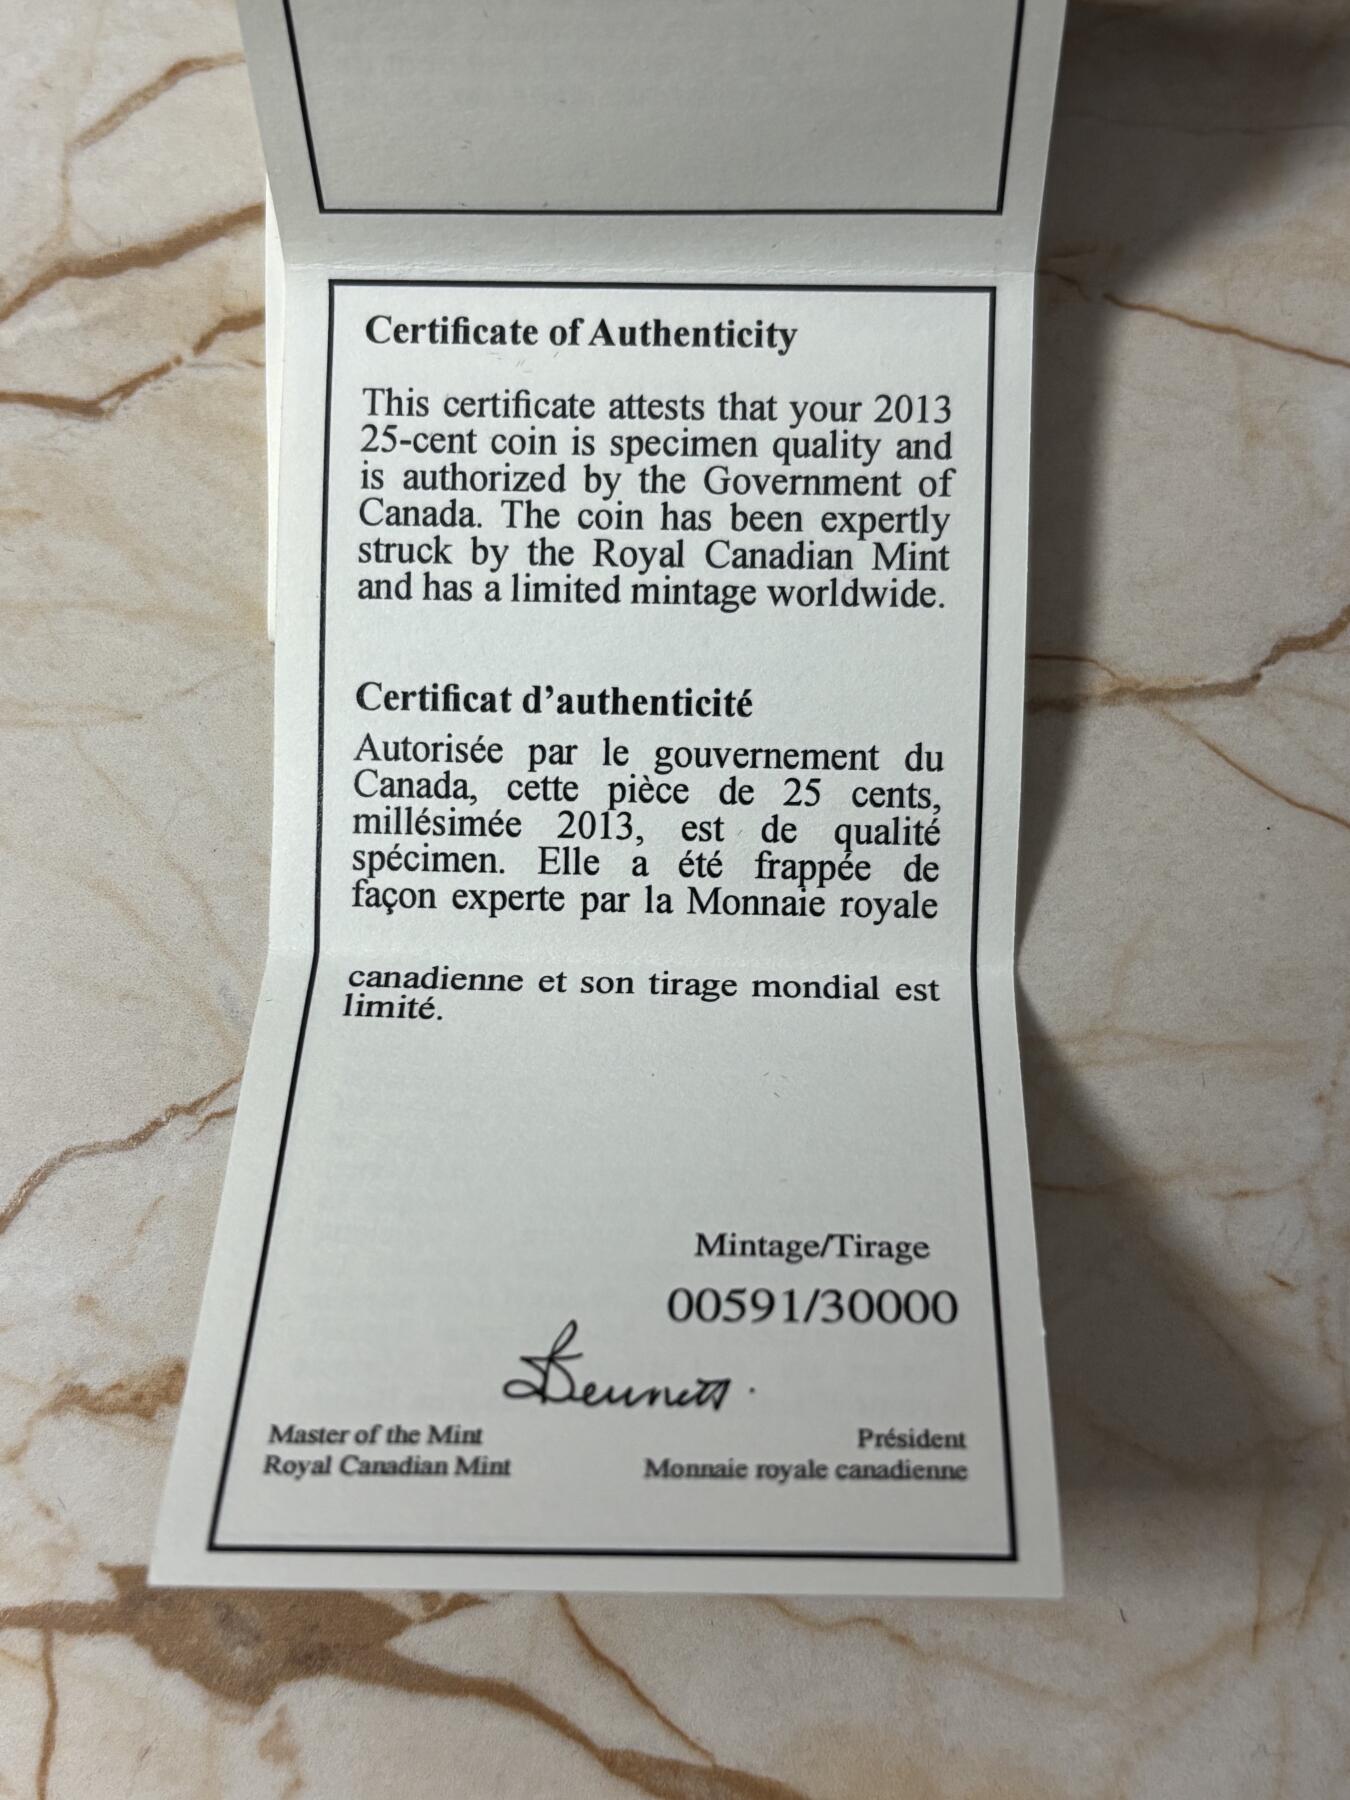 Certificate of Authenticity
This certificate attests that your 2013
25-cent coin is specimen quality and
is authorized by the Government of
Canada. The coin has been expertly
struck by the Royal Canadian Mint
and has a limited mintage worldwide.
Certificat d’authenticité
Autorisée par le gouvernement du
Canada, cette pièce de 25 cents,
millésimée 2013, est de qualité
spécimen. Elle a été frappée de
façon experte par la Monnaie royale
canadienne et son tirage mondial est
limité.
Mintage/Tirage
00591/30000
Bennett
Master of the Mint
Royal Canadian Mint
Président
Monnaie royale canadienne